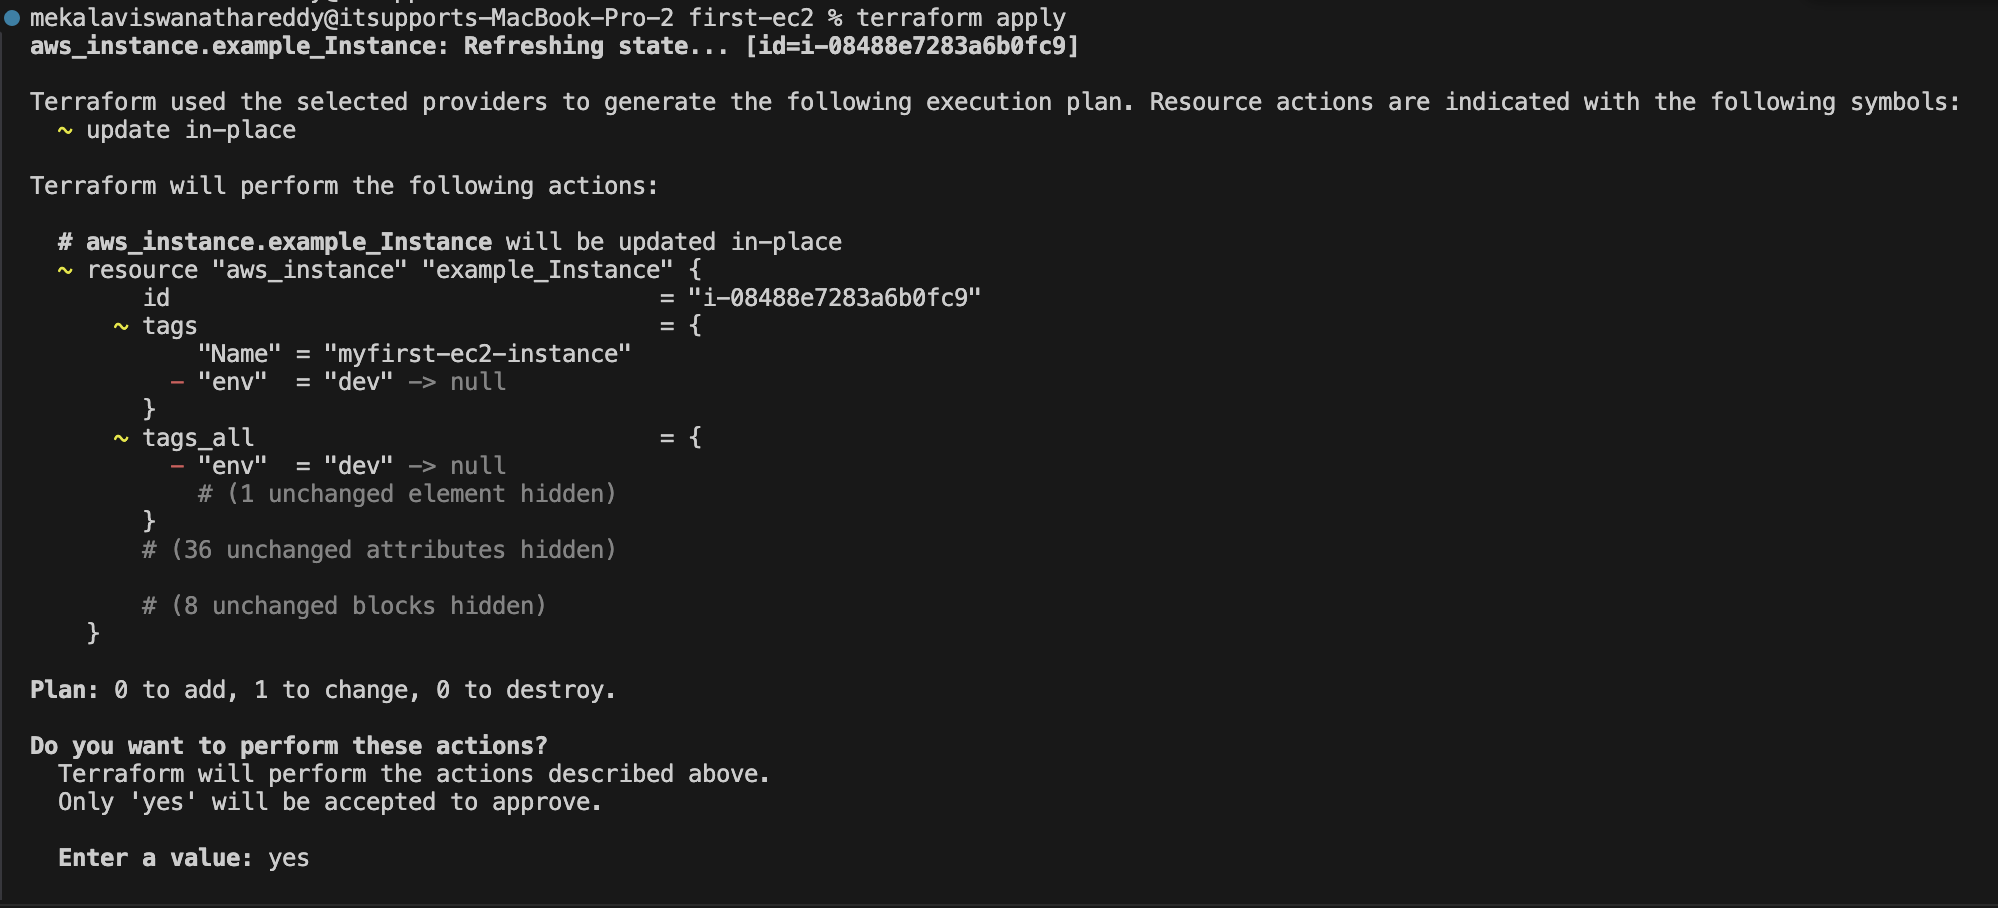 mekalaviswanathareddy@itsupports-MacBook-Pro-2 first-ec2 % terraform apply
aws_instance.example_Instance: Refreshing state... [id=i-08488e7283a6b0fc9]

Terraform used the selected providers to generate the following execution plan. Resource actions are indicated with the following symbols:
  ~ update in-place

Terraform will perform the following actions:

  # aws_instance.example_Instance will be updated in-place
  ~ resource "aws_instance" "example_Instance" {
        id                                   = "i-08488e7283a6b0fc9"
      ~ tags                                 = {
            "Name" = "myfirst-ec2-instance"
          - "env"  = "dev" -> null
        }
      ~ tags_all                             = {
          - "env"  = "dev" -> null
            # (1 unchanged element hidden)
        }
        # (36 unchanged attributes hidden)

        # (8 unchanged blocks hidden)
    }

Plan: 0 to add, 1 to change, 0 to destroy.

Do you want to perform these actions?
  Terraform will perform the actions described above.
  Only 'yes' will be accepted to approve.

  Enter a value: yes